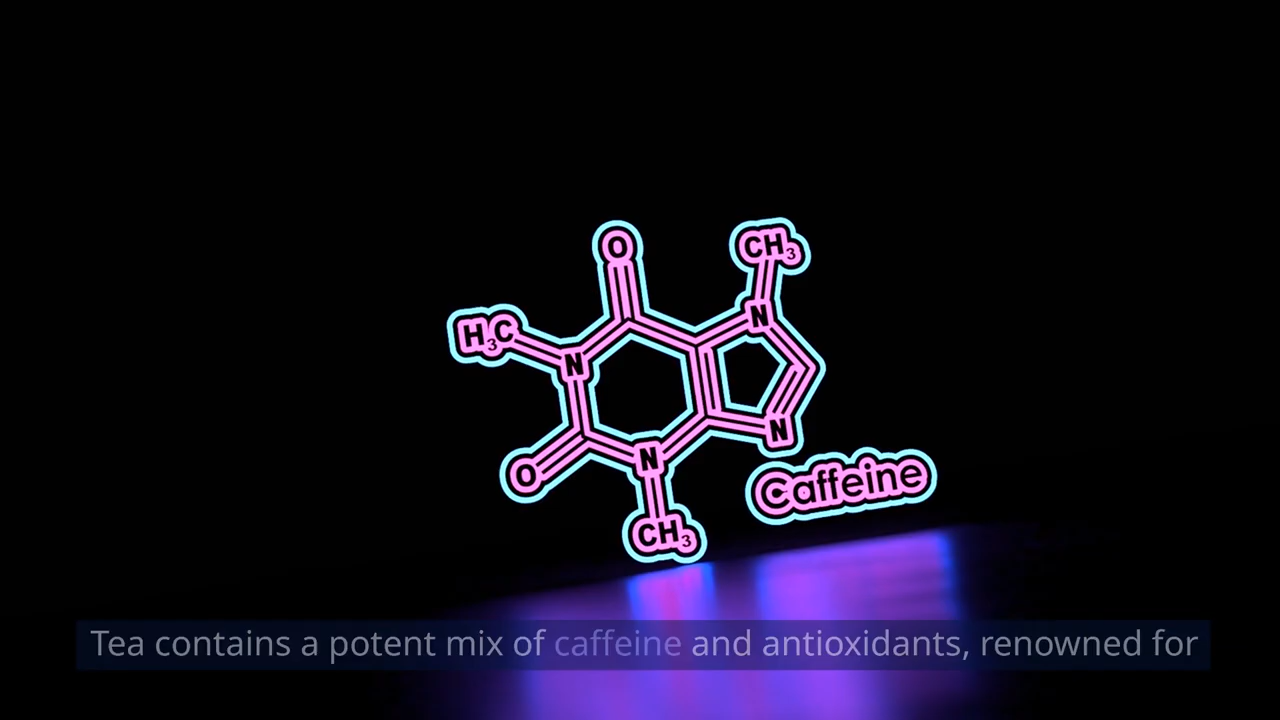 O
CH₃
H₃C
N
N
O
N
N
CH₃
Caffeine
Tea contains a potent mix of caffeine and antioxidants, renowned for